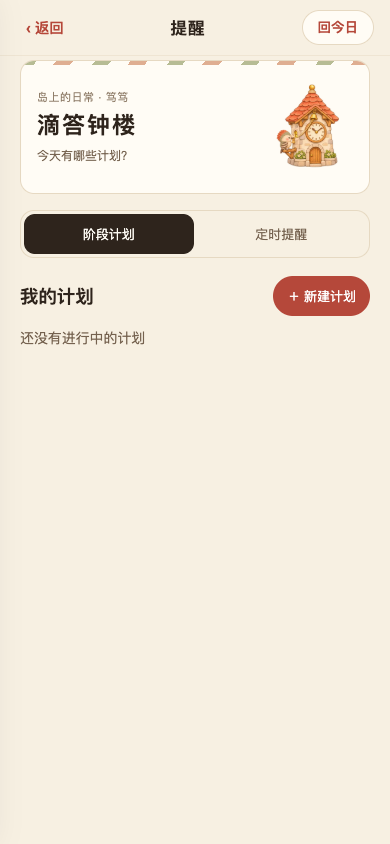 ‹ 返回
提醒
回今日
岛上的日常 · 笃笃
滴答钟楼
今天有哪些计划?
阶段计划
定时提醒
我的计划
+ 新建计划
还没有进行中的计划